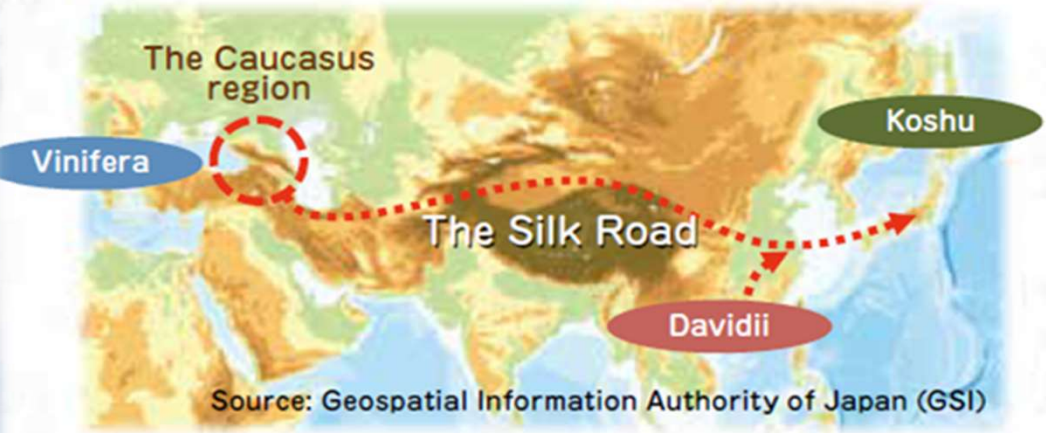 The Caucasus
region
Vinifera
Koshu
The Silk Road
Davidii
Source: Geospatial Information Authority of Japan (GSI)